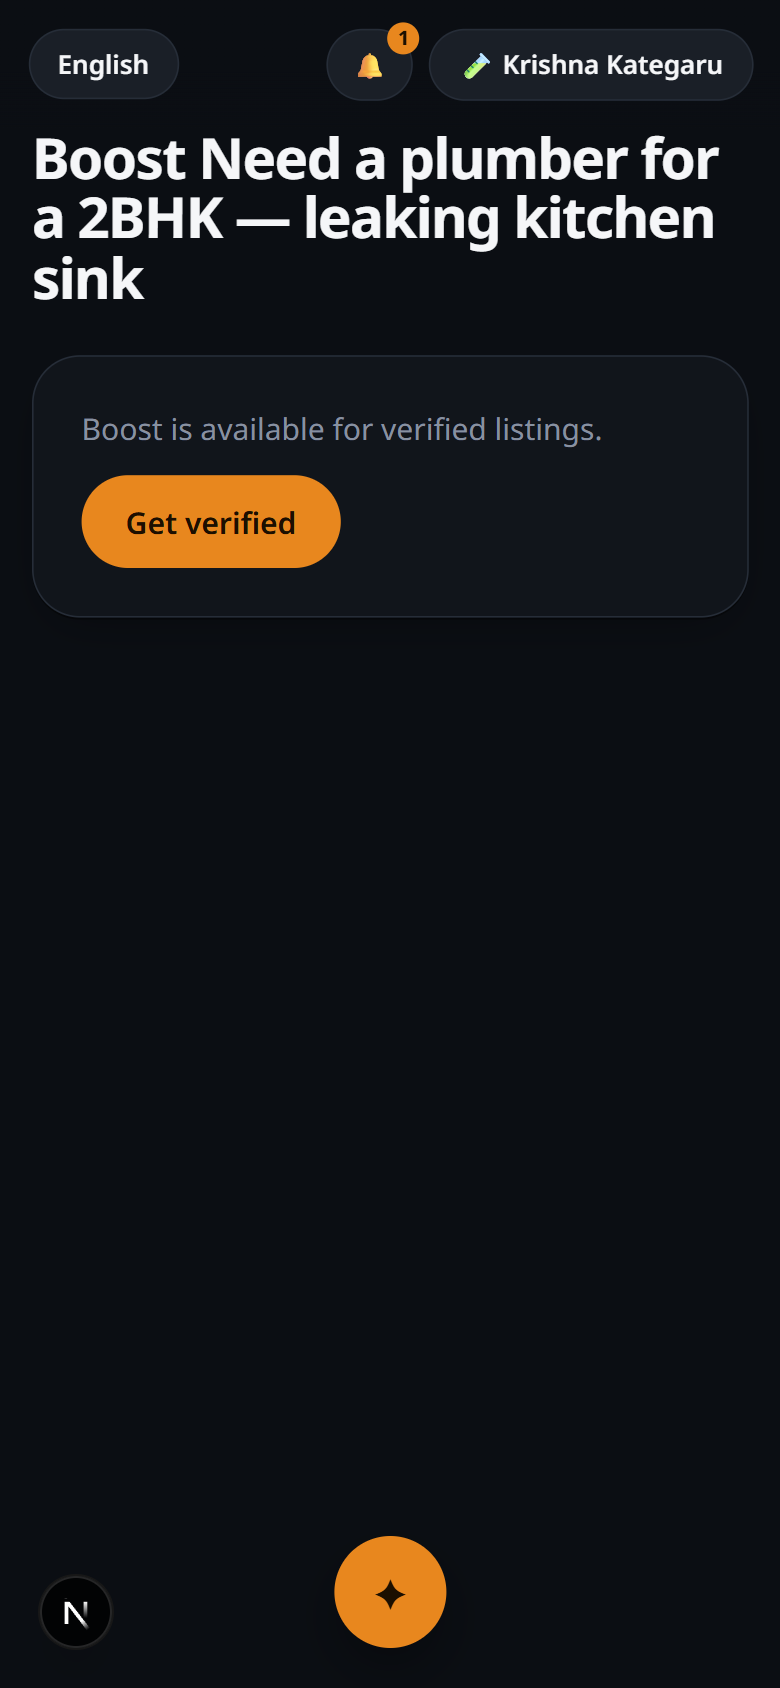 English
1
Krishna Kategaru
Boost Need a plumber for
a 2BHK — leaking kitchen
sink
Boost is available for verified listings.
Get verified
N